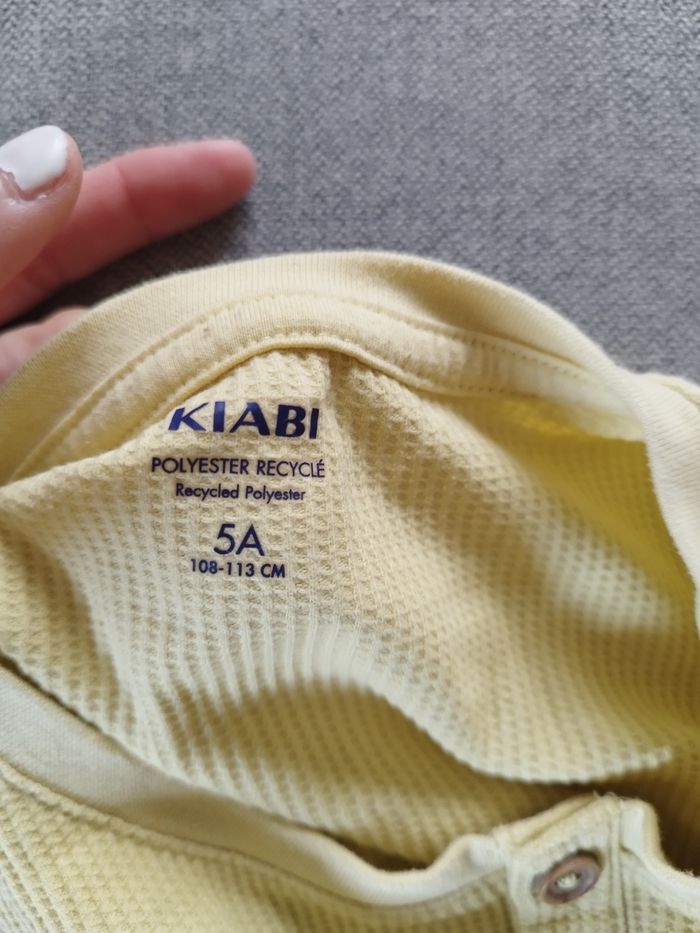 KIABI
POLYESTER RECYCLÉ
Recycled Polyester
5A
108-113 CM